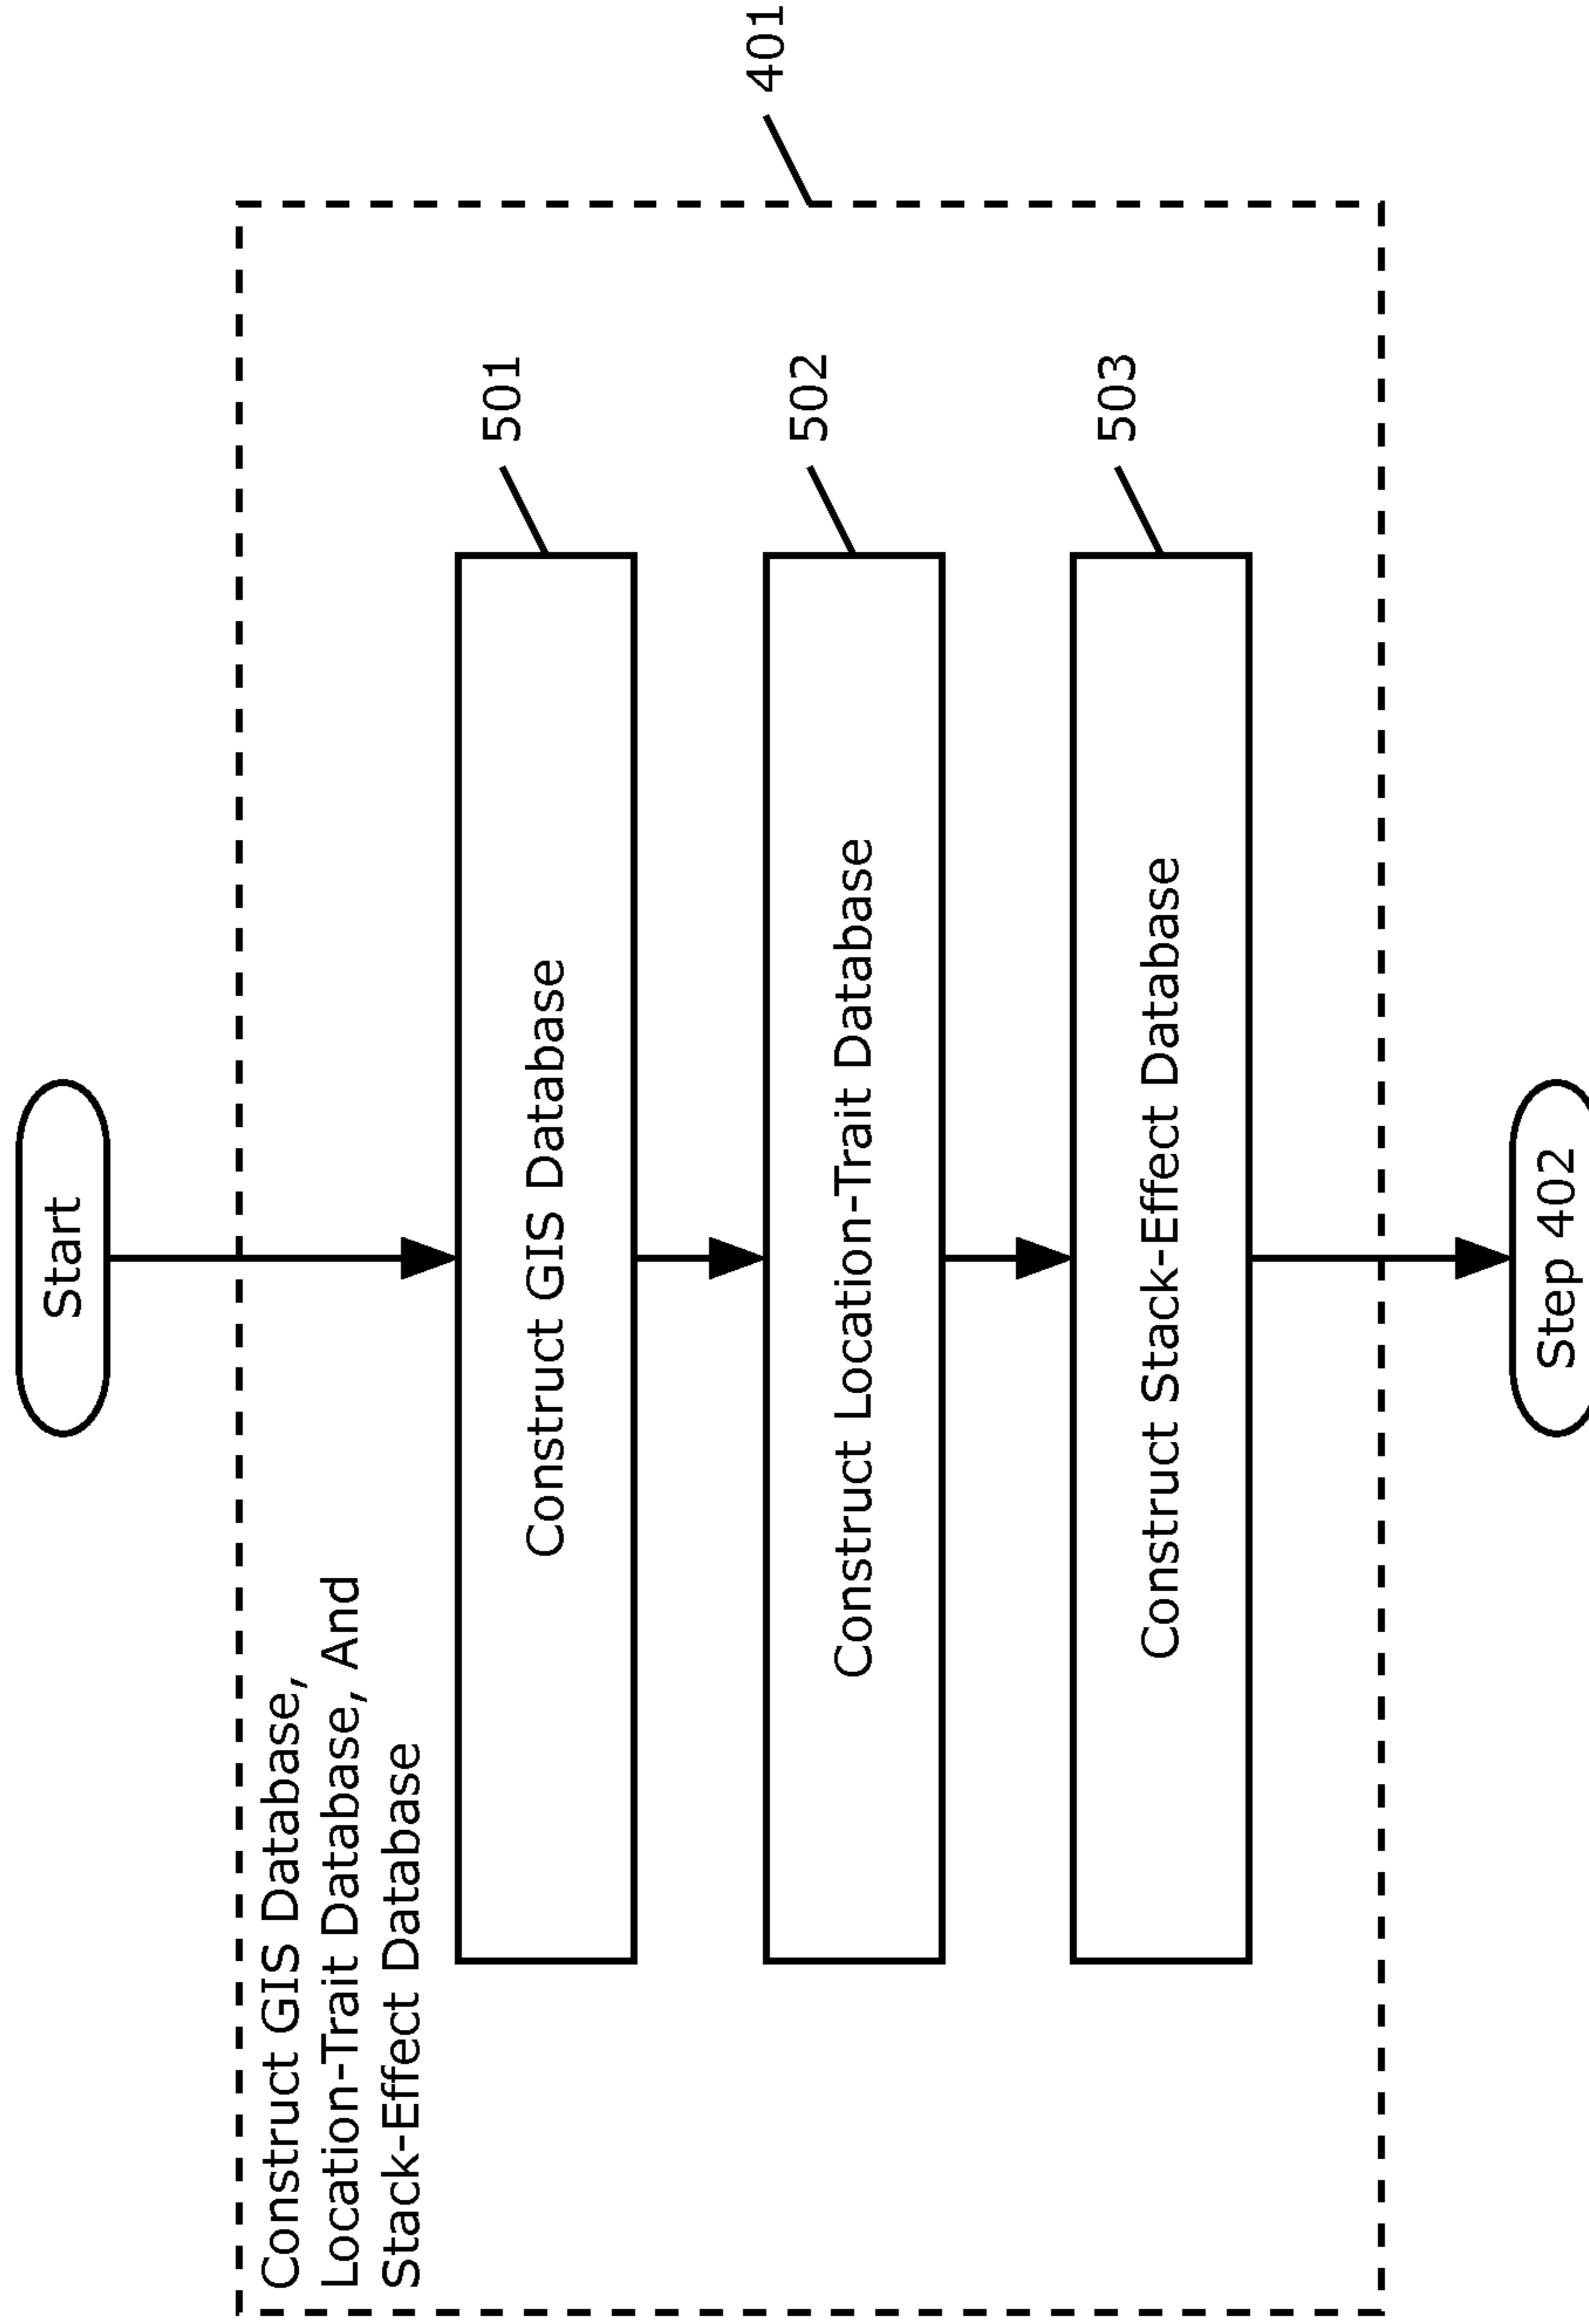 Start
Construct GIS Database,
Location-Trait Database, And
Stack-Effect Database
401
Construct GIS Database
501
Construct Location-Trait Database
502
Construct Stack-Effect Database
503
Step 402